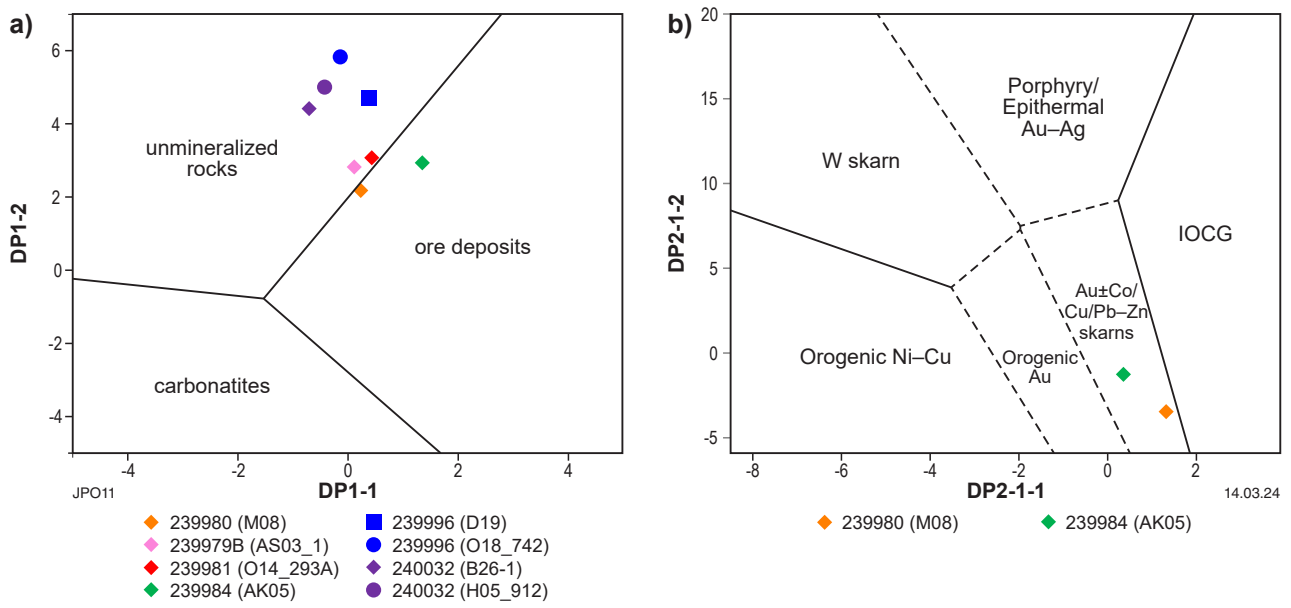 a)
6
4
2
0
-2
-4
DP1-2
unmineralized
rocks
ore deposits
carbonatites
-4
-2
0
2
4
DP1-1
JPO11
239980 (M08)
239979B (AS03_1)
239981 (O14_293A)
239984 (AK05)
239996 (D19)
239996 (O18_742)
240032 (B26-1)
240032 (H05_912)
b)
20
15
10
5
0
-5
DP2-1-2
Porphyry/
Epithermal
Au–Ag
W skarn
IOCG
Au±Co/
Cu/Pb–Zn
skarns
Orogenic Ni–Cu
Orogenic
Au
-8
-6
-4
-2
0
2
DP2-1-1
14.03.24
239980 (M08)
239984 (AK05)